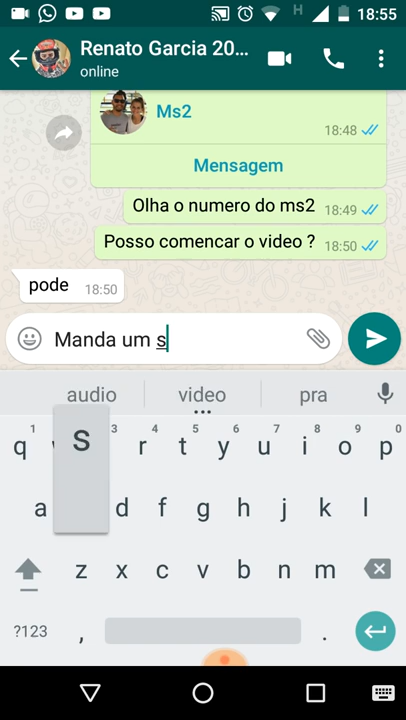 H 18:55
Renato Garcia 20...
online
Ms2
18:48
Mensagem
Olha o numero do ms2 18:49
Posso comencar o video ? 18:50
pode 18:50
Manda um s
audio video pra
s
1 3 4 5 6 7 8 9 0
q r t y u i o p
a d f g h j k l
z x c v b n m
?123 , .